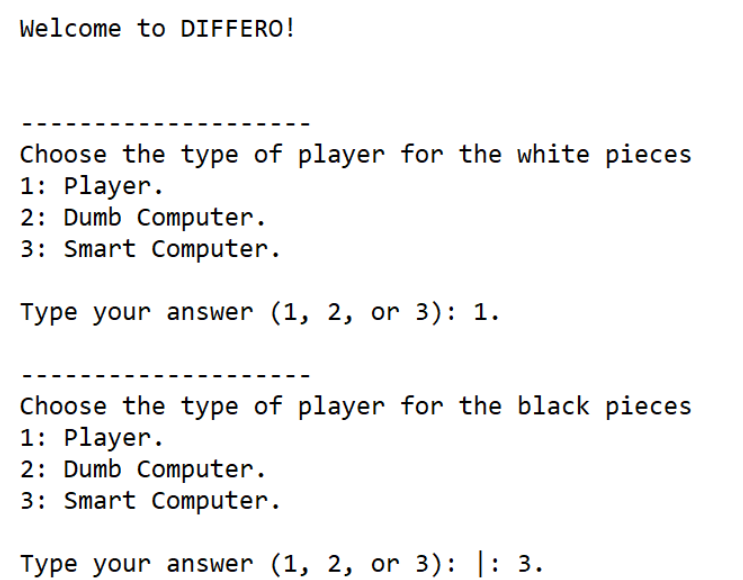 Welcome to DIFFERO!
--------------------
Choose the type of player for the white pieces
1: Player.
2: Dumb Computer.
3: Smart Computer.
Type your answer (1, 2, or 3): 1.
--------------------
Choose the type of player for the black pieces
1: Player.
2: Dumb Computer.
3: Smart Computer.
Type your answer (1, 2, or 3): |: 3.